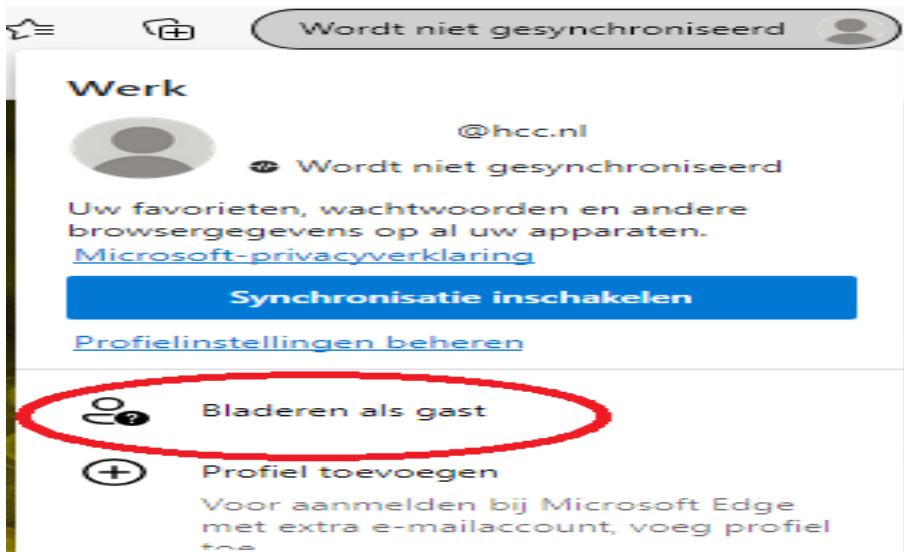 Wordt niet gesynchroniseerd
Werk
@hcc.nl
Wordt niet gesynchroniseerd
Uw favorieten, wachtwoorden en andere
browsergegevens op al uw apparaten.
Microsoft-privacyverklaring
Synchronisatie inschakelen
Profielinstellingen beheren
Bladeren als gast
Profiel toevoegen
Voor aanmelden bij Microsoft Edge
met extra e-mailaccount, voeg profiel